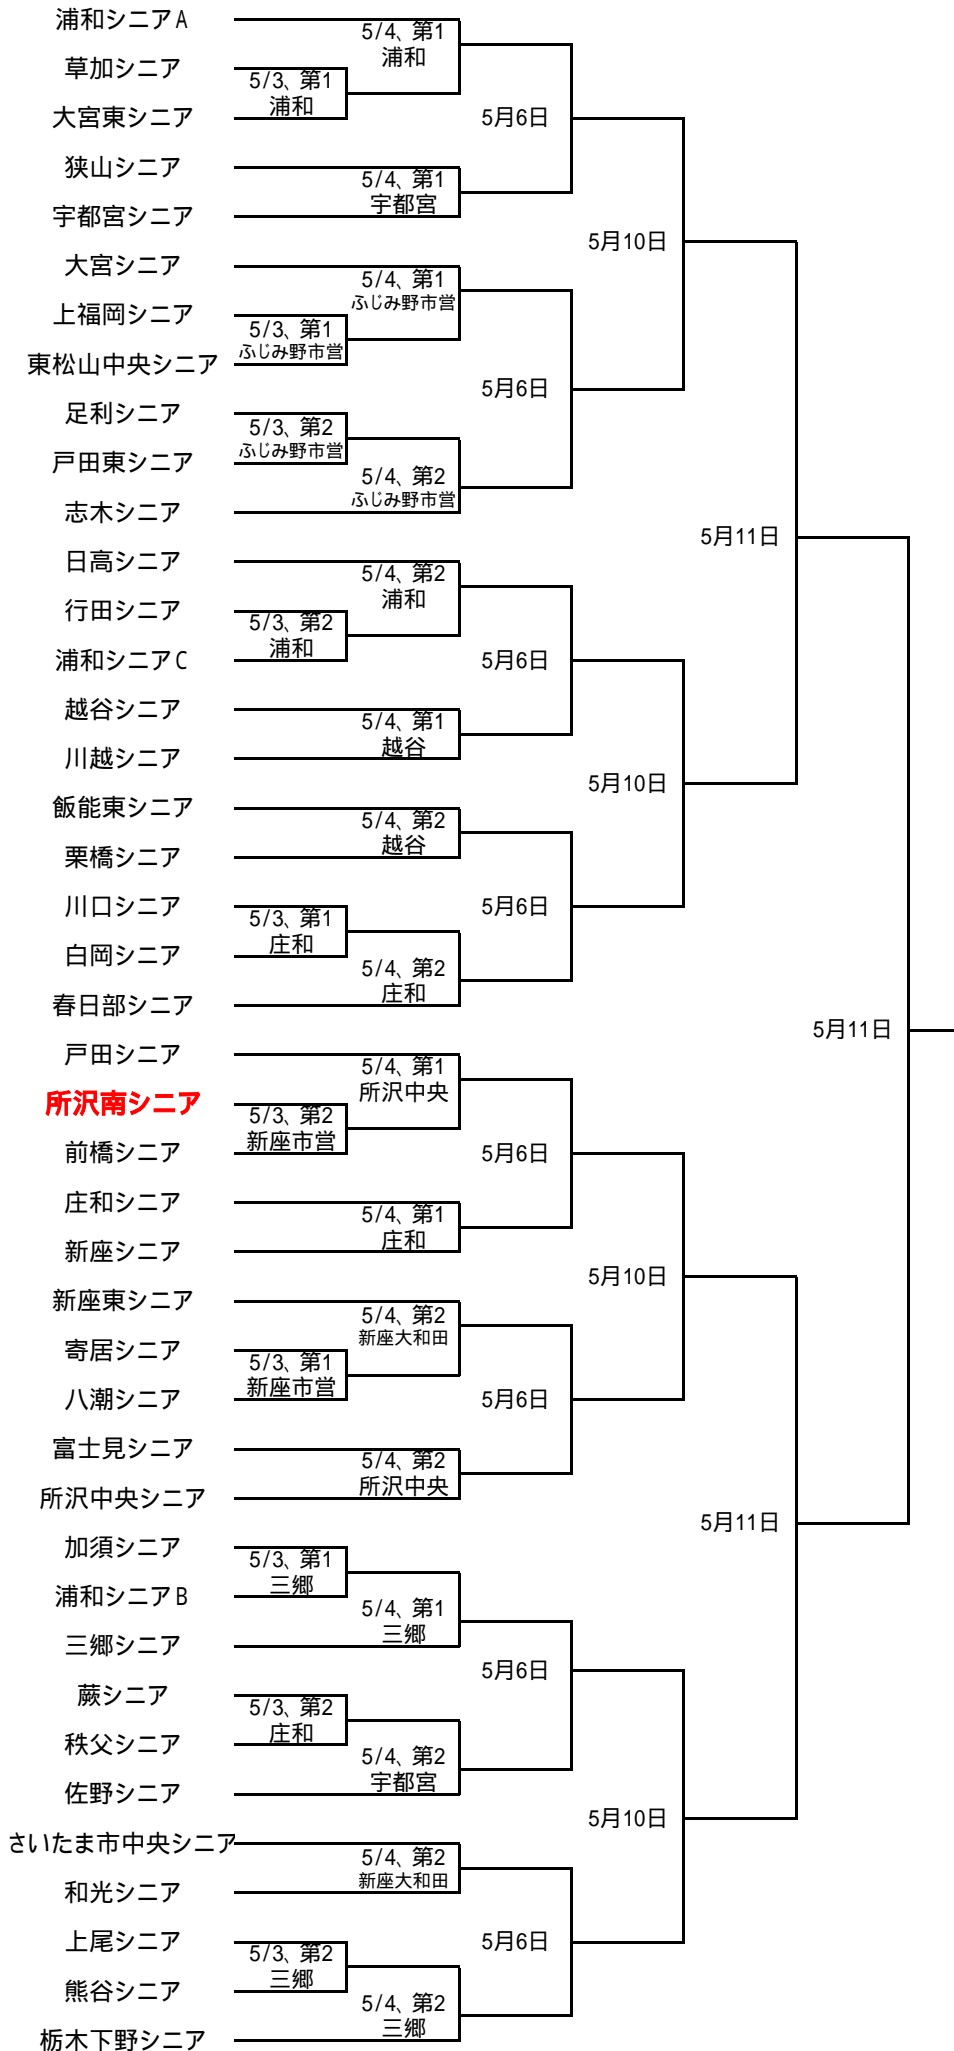 浦和シニアA
5/4、第1
浦和
草加シニア
5/3、第1
浦和
大宮東シニア
5月6日
狭山シニア
5/4、第1
宇都宮
宇都宮シニア
5月10日
大宮シニア
5/4、第1
ふじみ野市営
上福岡シニア
5/3、第1
ふじみ野市営
東松山中央シニア
5月6日
足利シニア
5/3、第2
ふじみ野市営
戸田東シニア
5/4、第2
ふじみ野市営
志木シニア
5月11日
日高シニア
5/4、第2
浦和
行田シニア
5/3、第2
浦和
浦和シニアC
5月6日
越谷シニア
5/4、第1
越谷
川越シニア
5月10日
飯能東シニア
5/4、第2
越谷
栗橋シニア
川口シニア
5月6日
5/3、第1
庄和
白岡シニア
5/4、第2
庄和
春日部シニア
5月11日
戸田シニア
5/4、第1
所沢中央
所沢南シニア
5/3、第2
新座市営
前橋シニア
5月6日
庄和シニア
5/4、第1
庄和
新座シニア
5月10日
新座東シニア
5/4、第2
新座大和田
寄居シニア
5/3、第1
新座市営
八潮シニア
5月6日
富士見シニア
5/4、第2
所沢中央
所沢中央シニア
5月11日
加須シニア
5/3、第1
三郷
浦和シニアB
5/4、第1
三郷
三郷シニア
5月6日
蕨シニア
5/3、第2
庄和
秩父シニア
5/4、第2
宇都宮
佐野シニア
5月10日
さいたま市中央シニア
5/4、第2
新座大和田
和光シニア
上尾シニア
5月6日
5/3、第2
三郷
熊谷シニア
5/4、第2
三郷
栃木下野シニア